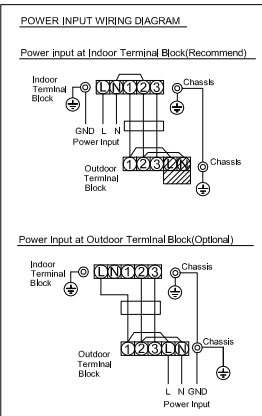 POWER INPUT WIRING DIAGRAM
Power input at Indoor Terminal Block(Recommend)
Indoor
Terminal
Block
L N 1 2 3
Chassis
GND L N
Power Input
Outdoor
Terminal
Block
1 2 3 L N
Chassis
Power Input at Outdoor Terminal Block(Optional)
Indoor
Terminal
Block
L N 1 2 3
Chassis
Outdoor
Terminal
Block
1 2 3 L N
Chassis
L N GND
Power Input